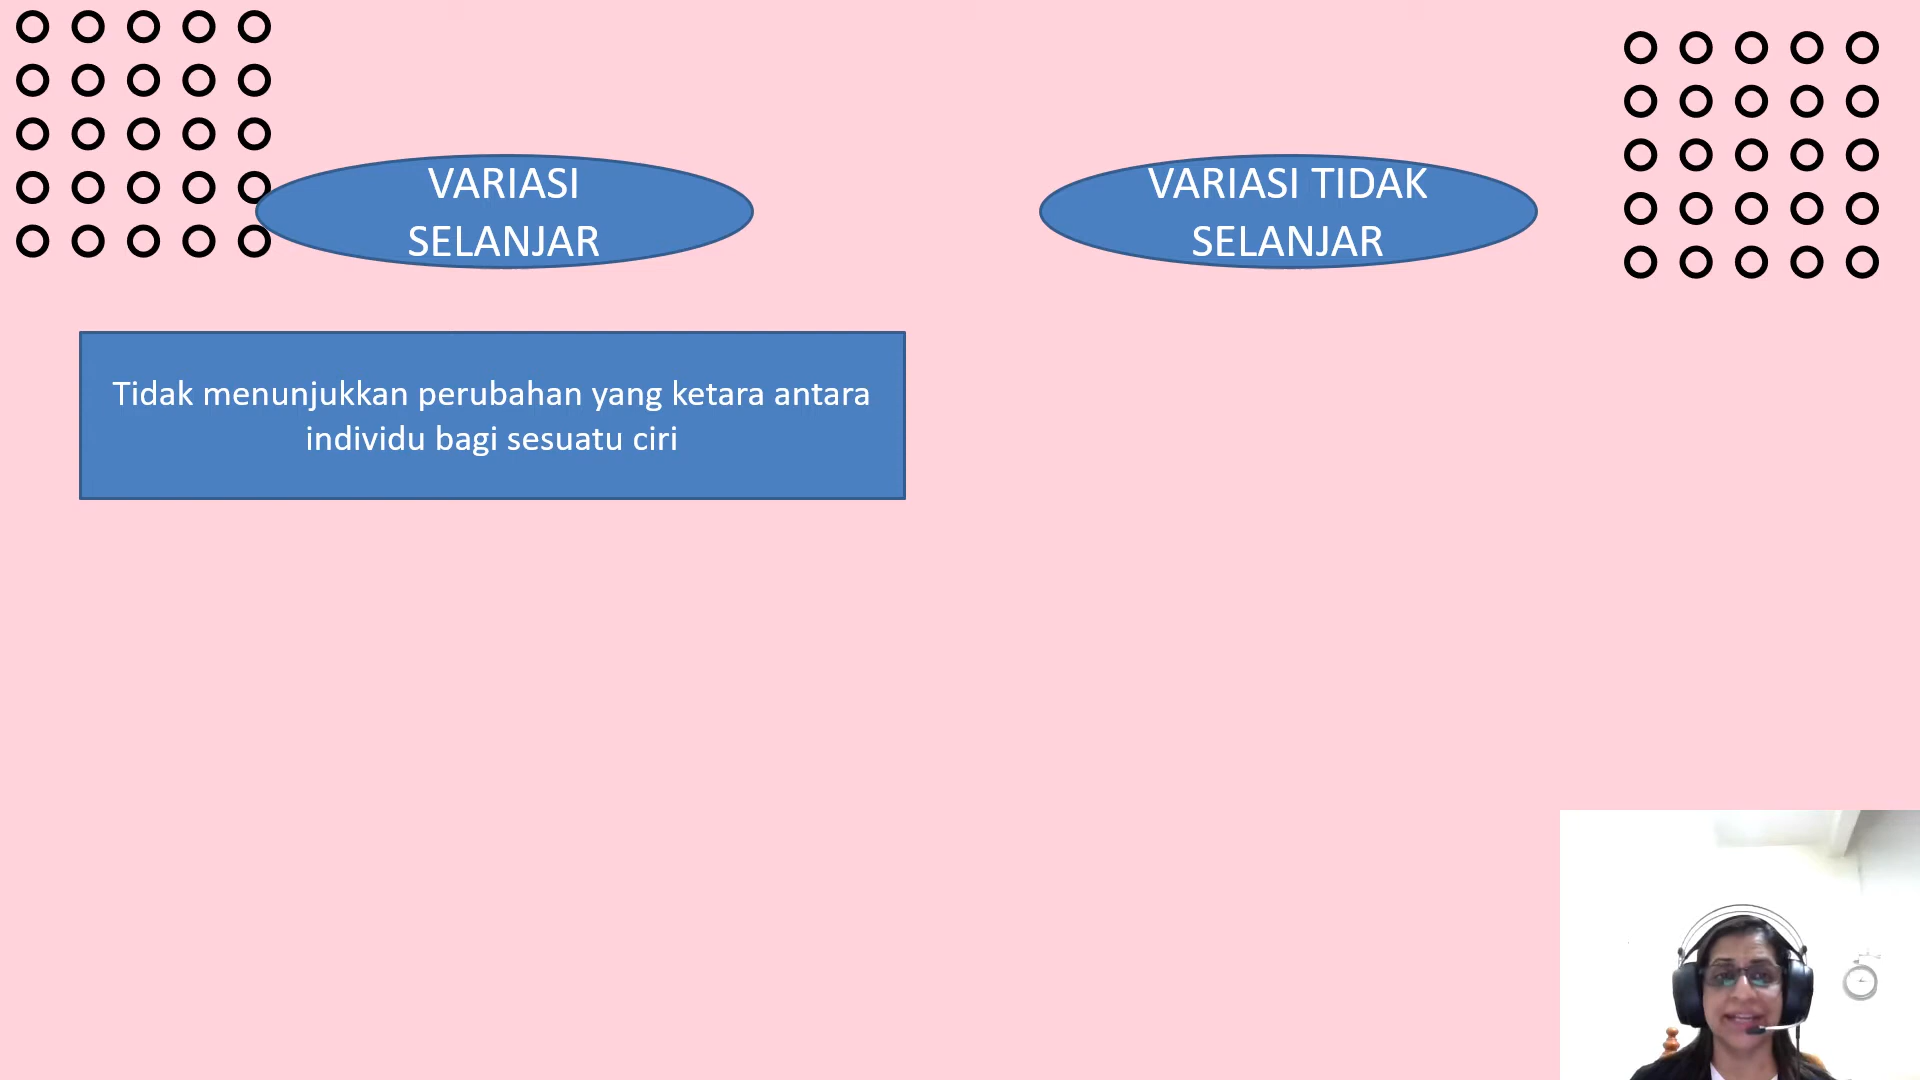 VARIASI
SELANJAR
VARIASI TIDAK
SELANJAR
Tidak menunjukkan perubahan yang ketara antara
individu bagi sesuatu ciri